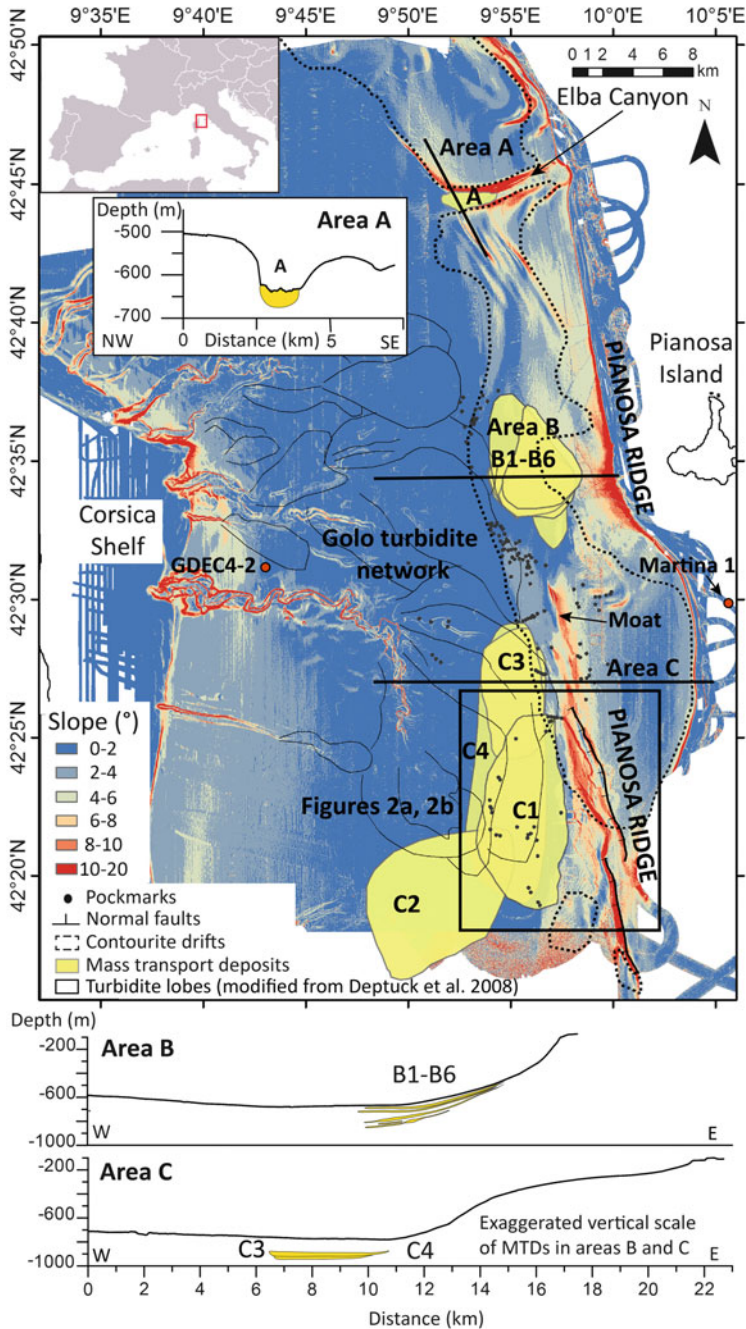 9°35'E 9°40'E 9°45'E 9°50'E 9°55'E 10°0'E 10°5'E
42°50'N
42°45'N
42°40'N
42°35'N
42°30'N
42°25'N
42°20'N
0 1 2 4 6 8
km
Elba Canyon
N
Area A
A
Depth (m)
Area A
-500
-600
-700
A
0 5
NW Distance (km) SE
PIANOSA RIDGE
Pianosa
Island
Area B
B1-B6
Corsica
Shelf
GDEC4-2
Golo turbidite
network
Martina 1
Moat
C3
Area C
C4
C1
Figures 2a, 2b
PIANOSA RIDGE
C2
Slope (°)
0-2
2-4
4-6
6-8
8-10
10-20
Pockmarks
Normal faults
Contourite drifts
Mass transport deposits
Turbidite lobes (modified from Deptuck et al. 2008)
Depth (m)
-200
-600
-1000
Area B
B1-B6
W E
-200
-600
-1000
Area C
C3 C4
Exaggerated vertical scale
of MTDs in areas B and C
W E
0 2 4 6 8 10 12 14 16 18 20 22
Distance (km)